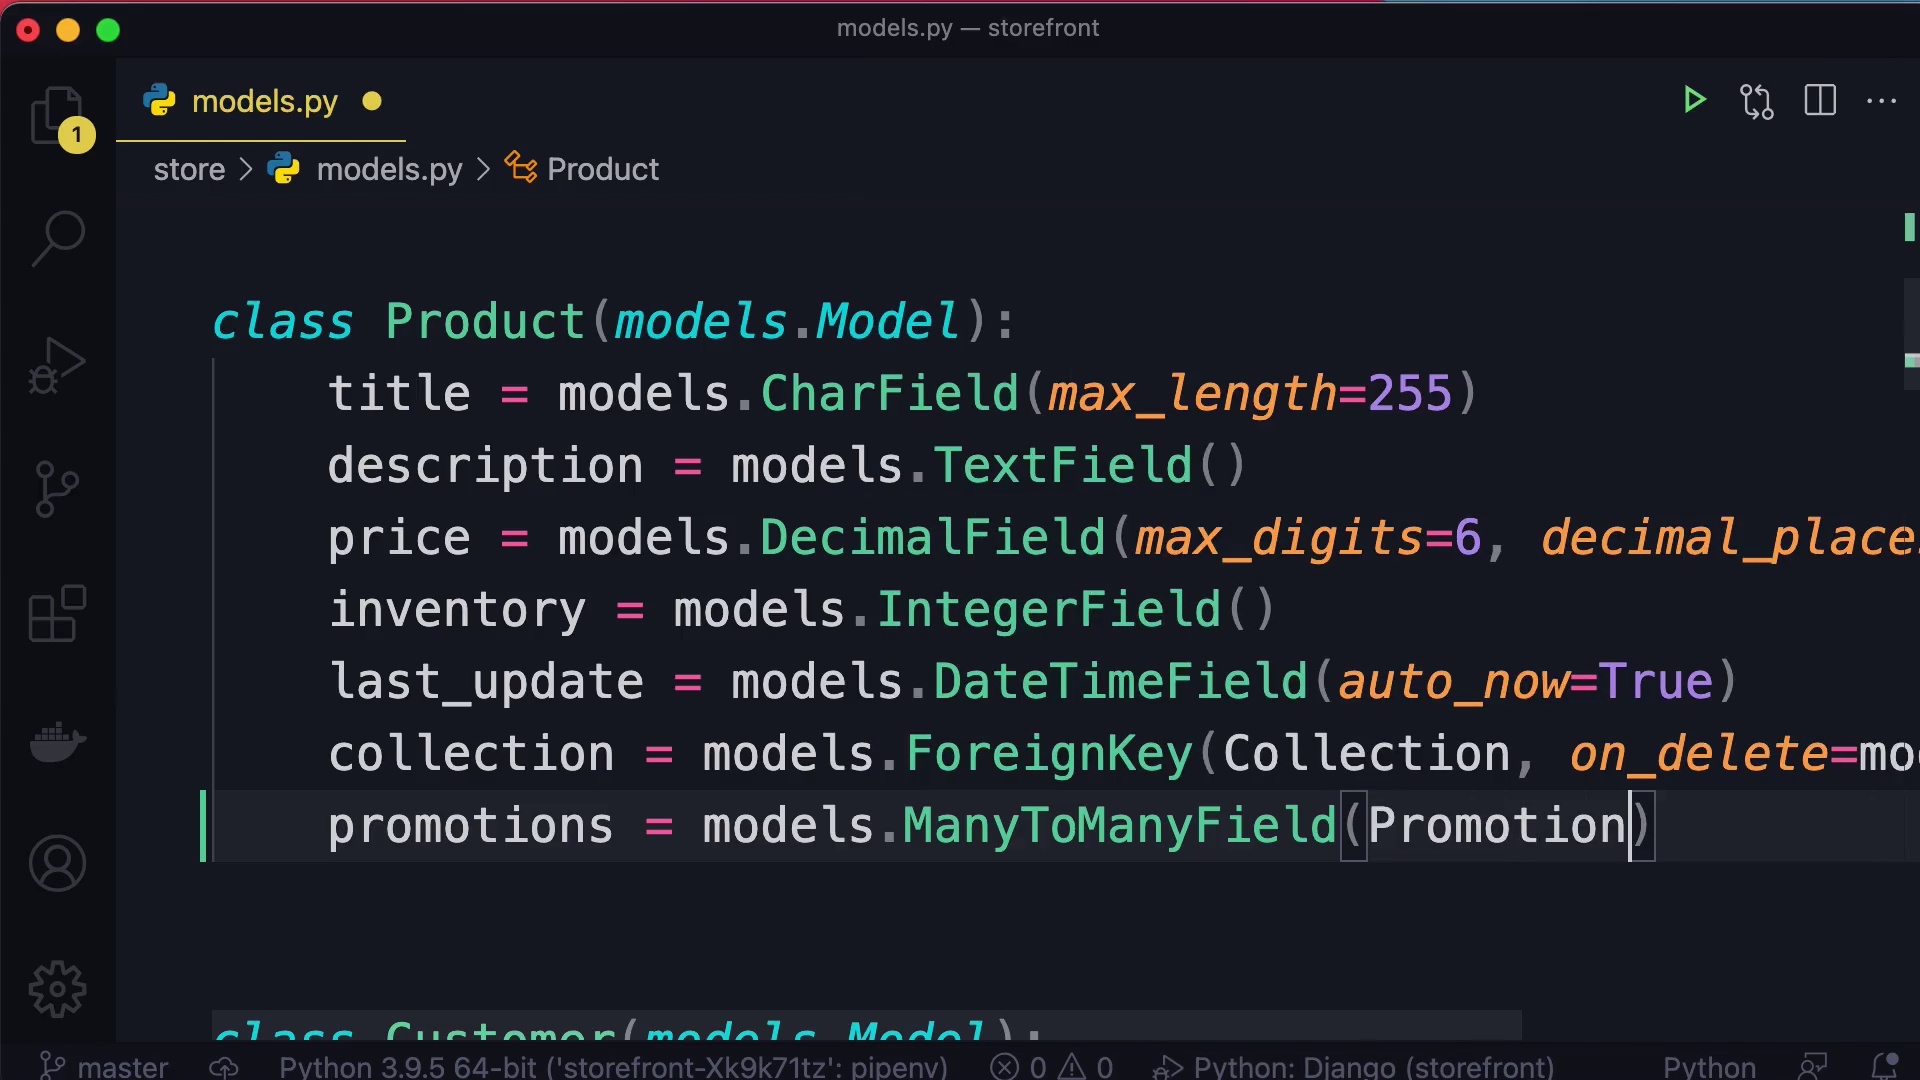 models.py — storefront
models.py
1
store > models.py > Product
class Product(models.Model):
title = models.CharField(max_length=255)
description = models.TextField()
price = models.DecimalField(max_digits=6, decimal_place
inventory = models.IntegerField()
last_update = models.DateTimeField(auto_now=True)
collection = models.ForeignKey(Collection, on_delete=mo
promotions = models.ManyToManyField(Promotion)
class Customer(models.Model):
master Python 3.9.5 64-bit ('storefront-Xk9k71tz': pipenv) 0 0 Python: Django (storefront) Python